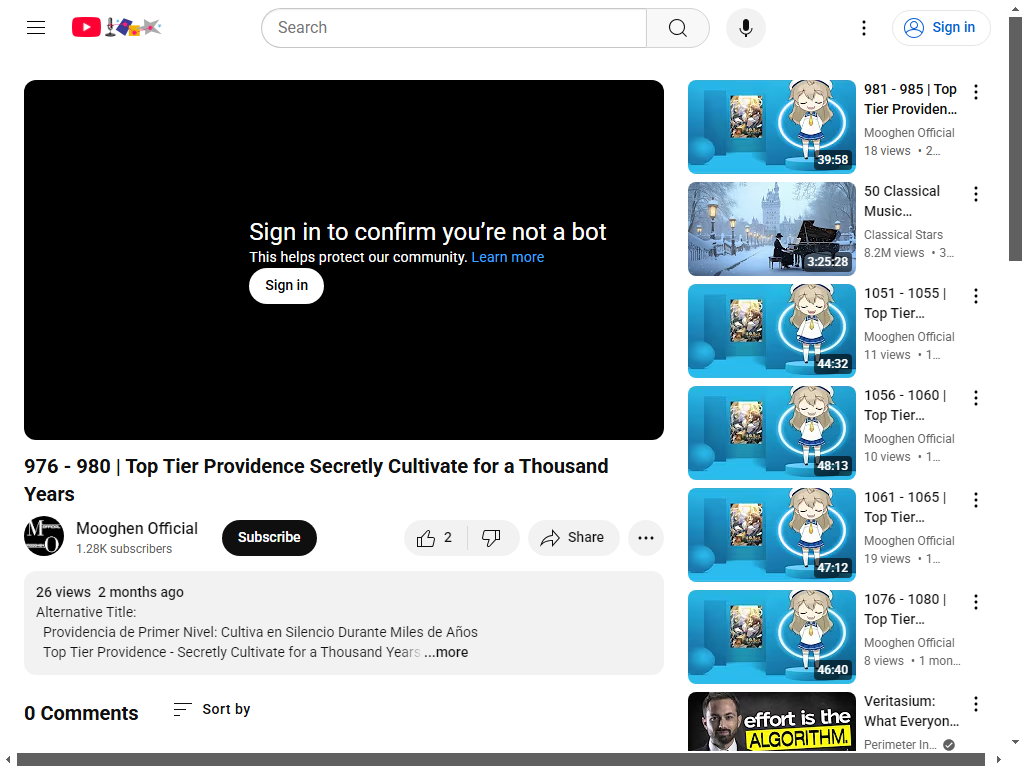 Search
Sign in
Sign in to confirm you’re not a bot
This helps protect our community. Learn more
Sign in
976 - 980 | Top Tier Providence Secretly Cultivate for a Thousand
Years
Mooghen Official
1.28K subscribers
Subscribe
2
Share
26 views 2 months ago
Alternative Title:
Providencia de Primer Nivel: Cultiva en Silencio Durante Miles de Años
Top Tier Providence - Secretly Cultivate for a Thousand Years ...more
0 Comments
Sort by
39:58
981 - 985 | Top
Tier Providen...
Mooghen Official
18 views • 2...
3:25:28
50 Classical
Music...
Classical Stars
8.2M views • 3...
44:32
1051 - 1055 |
Top Tier...
Mooghen Official
11 views • 1...
48:13
1056 - 1060 |
Top Tier...
Mooghen Official
10 views • 1...
47:12
1061 - 1065 |
Top Tier...
Mooghen Official
19 views • 1...
46:40
1076 - 1080 |
Top Tier...
Mooghen Official
8 views • 1 mon...
effort is the
ALGORITHM.
Veritasium:
What Everyon...
Perimeter In...